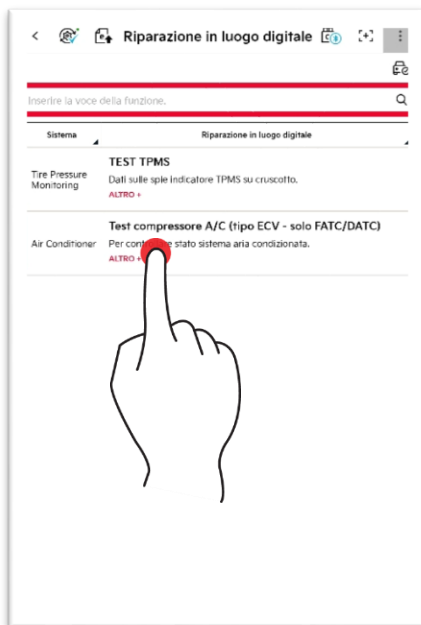 Riparazione in luogo digitale
Inserire la voce della funzione.
Sistema
Riparazione in luogo digitale
Tire Pressure
Monitoring
TEST TPMS
Dati sulle spie indicatore TPMS su cruscotto.
ALTRO +
Air Conditioner
Test compressore A/C (tipo ECV - solo FATC/DATC)
Per stato sistema aria condizionata.
ALTRO +